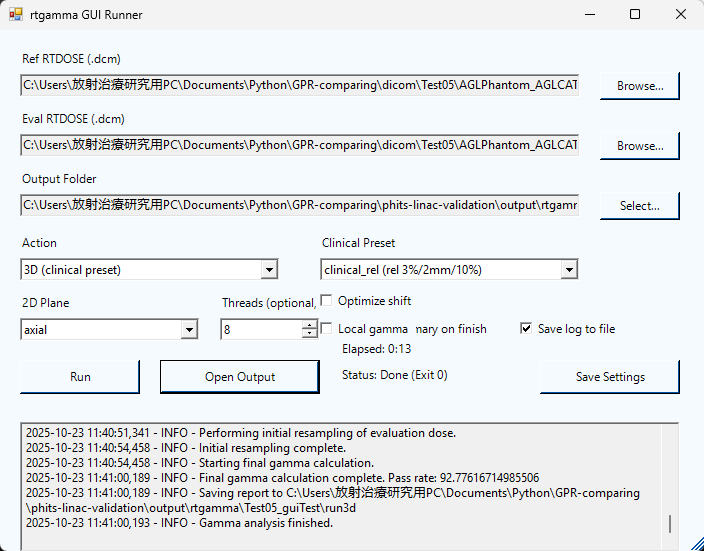 rtgamma GUI Runner
Ref RTDOSE (.dcm)
C:\Users\放射治療研究用PC\Documents\Python\GPR-comparing\dicom\Test05\AGLPhantom_AGLCAT
Browse...
Eval RTDOSE (.dcm)
C:\Users\放射治療研究用PC\Documents\Python\GPR-comparing\dicom\Test05\AGLPhantom_AGLCAT
Browse...
Output Folder
C:\Users\放射治療研究用PC\Documents\Python\GPR-comparing\phits-linac-validation\output\rtgamr
Select...
Action
Clinical Preset
3D (clinical preset)
clinical_rel (rel 3%/2mm/10%)
2D Plane
Threads (optional,
Optimize shift
axial
8
Local gamma
nary on finish
Save log to file
Elapsed: 0:13
Run
Open Output
Status: Done (Exit 0)
Save Settings
2025-10-23 11:40:51,341 - INFO - Performing initial resampling of evaluation dose.
2025-10-23 11:40:54,458 - INFO - Initial resampling complete.
2025-10-23 11:40:54,458 - INFO - Starting final gamma calculation.
2025-10-23 11:41:00,189 - INFO - Final gamma calculation complete. Pass rate: 92.77616714985506
2025-10-23 11:41:00,189 - INFO - Saving report to C:\Users\放射治療研究用PC\Documents\Python\GPR-comparing
\phits-linac-validation\output\rtgamma\Test05_guiTest\run3d
2025-10-23 11:41:00,193 - INFO - Gamma analysis finished.